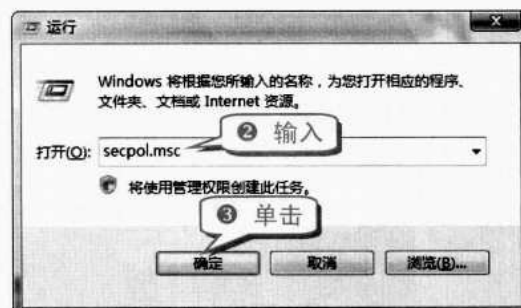 运行
Windows 将根据您所输入的名称，为您打开相应的程序、
文件夹、文档或 Internet 资源。
❷ 输入
打开(O): secpol.msc
将使用管理权限创建此任务。
❸ 单击
确定 取消 浏览(B)...